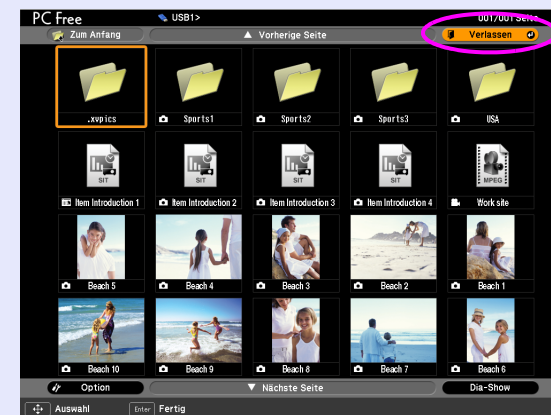 PC Free USB1> 001/001 Seite
Zum Anfang ▲ Vorherige Seite Verlassen
.xvpics Sports1 Sports2 Sports3 USA
SIT SIT SIT SIT MPEG
Item Introduction 1 Item Introduction 2 Item Introduction 3 Item Introduction 4 Work site
Beach 5 Beach 4 Beach 3 Beach 2 Beach 1
Beach 10 Beach 9 Beach 8 Beach 7 Beach 6
Option ▼ Nächste Seite Dia-Show
Auswahl Enter Fertig